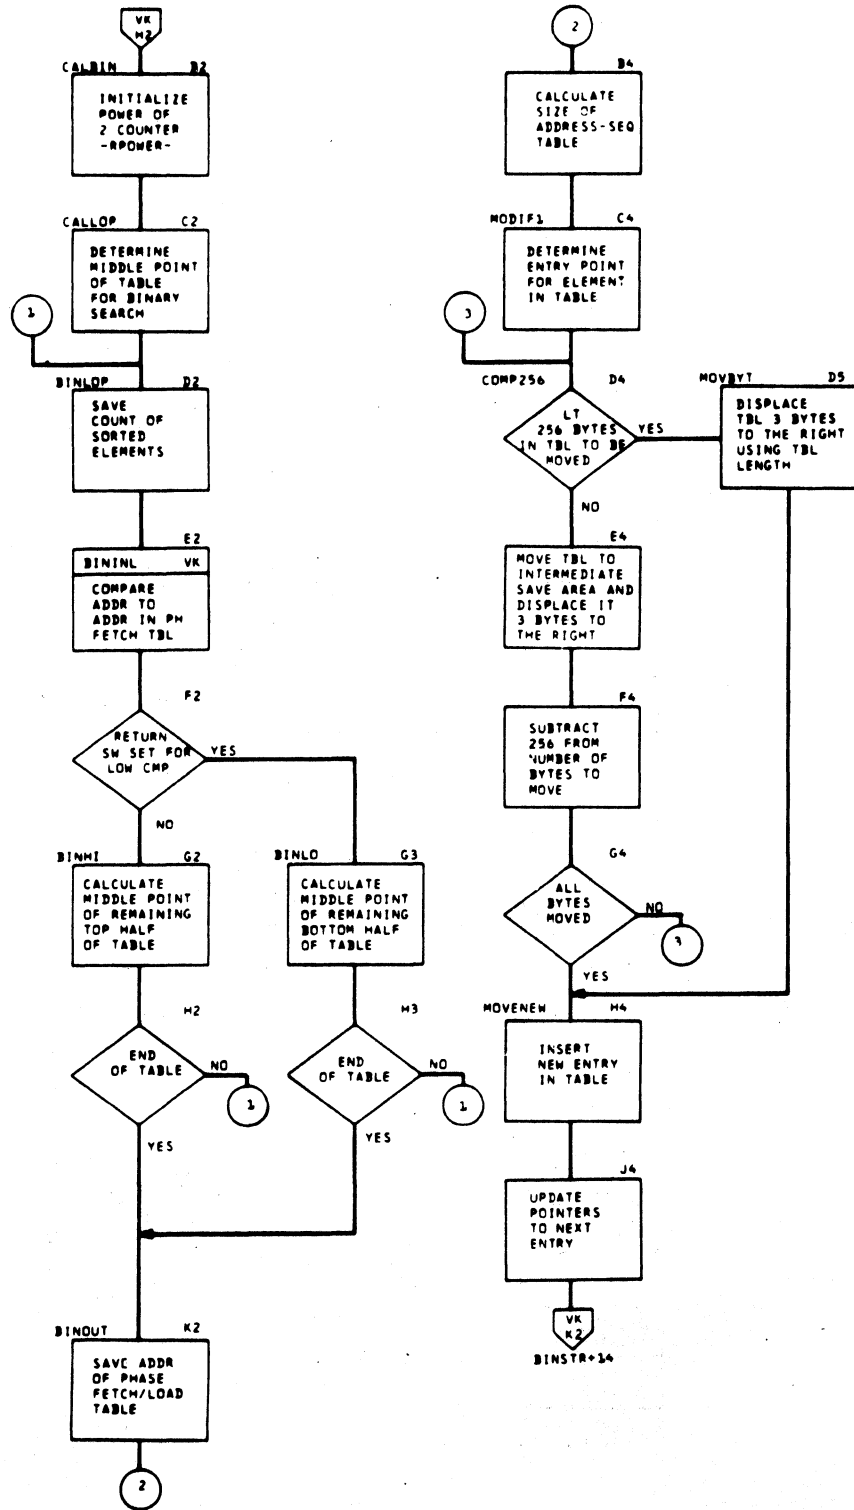 VK
H2
CALBIN B2
INITIALIZE
POWER OF
2 COUNTER
-RPOWER-
CALLOP C2
DETERMINE
MIDDLE POINT
OF TABLE
FOR BINARY
SEARCH
1
BINLOP D2
SAVE
COUNT OF
SORTED
ELEMENTS
E2
BININL VK
COMPARE
ADDR TO
ADDR IN PH
FETCH TBL
F2
RETURN
SW SET FOR
LOW CMP
YES
NO
BINHI G2
CALCULATE
MIDDLE POINT
OF REMAINING
TOP HALF
OF TABLE
BINLO G3
CALCULATE
MIDDLE POINT
OF REMAINING
BOTTOM HALF
OF TABLE
H2
END
OF TABLE
NO
1
YES
H3
END
OF TABLE
NO
1
YES
BINOUT K2
SAVE ADDR
OF PHASE
FETCH/LOAD
TABLE
2
2
B4
CALCULATE
SIZE OF
ADDRESS-SEQ
TABLE
MODIF1 C4
DETERMINE
ENTRY POINT
FOR ELEMENT
IN TABLE
3
COMP256 D4
LT
256 BYTES
IN TBL TO BE
MOVED
YES
NO
MOVBYT D5
DISPLACE
TBL 3 BYTES
TO THE RIGHT
USING TBL
LENGTH
E4
MOVE TBL TO
INTERMEDIATE
SAVE AREA AND
DISPLACE IT
3 BYTES TO
THE RIGHT
F4
SUBTRACT
256 FROM
NUMBER OF
BYTES TO
MOVE
G4
ALL
BYTES
MOVED
NO
3
YES
MOVENEW H4
INSERT
NEW ENTRY
IN TABLE
J4
UPDATE
POINTERS
TO NEXT
ENTRY
VK
K2
BINSTR+14